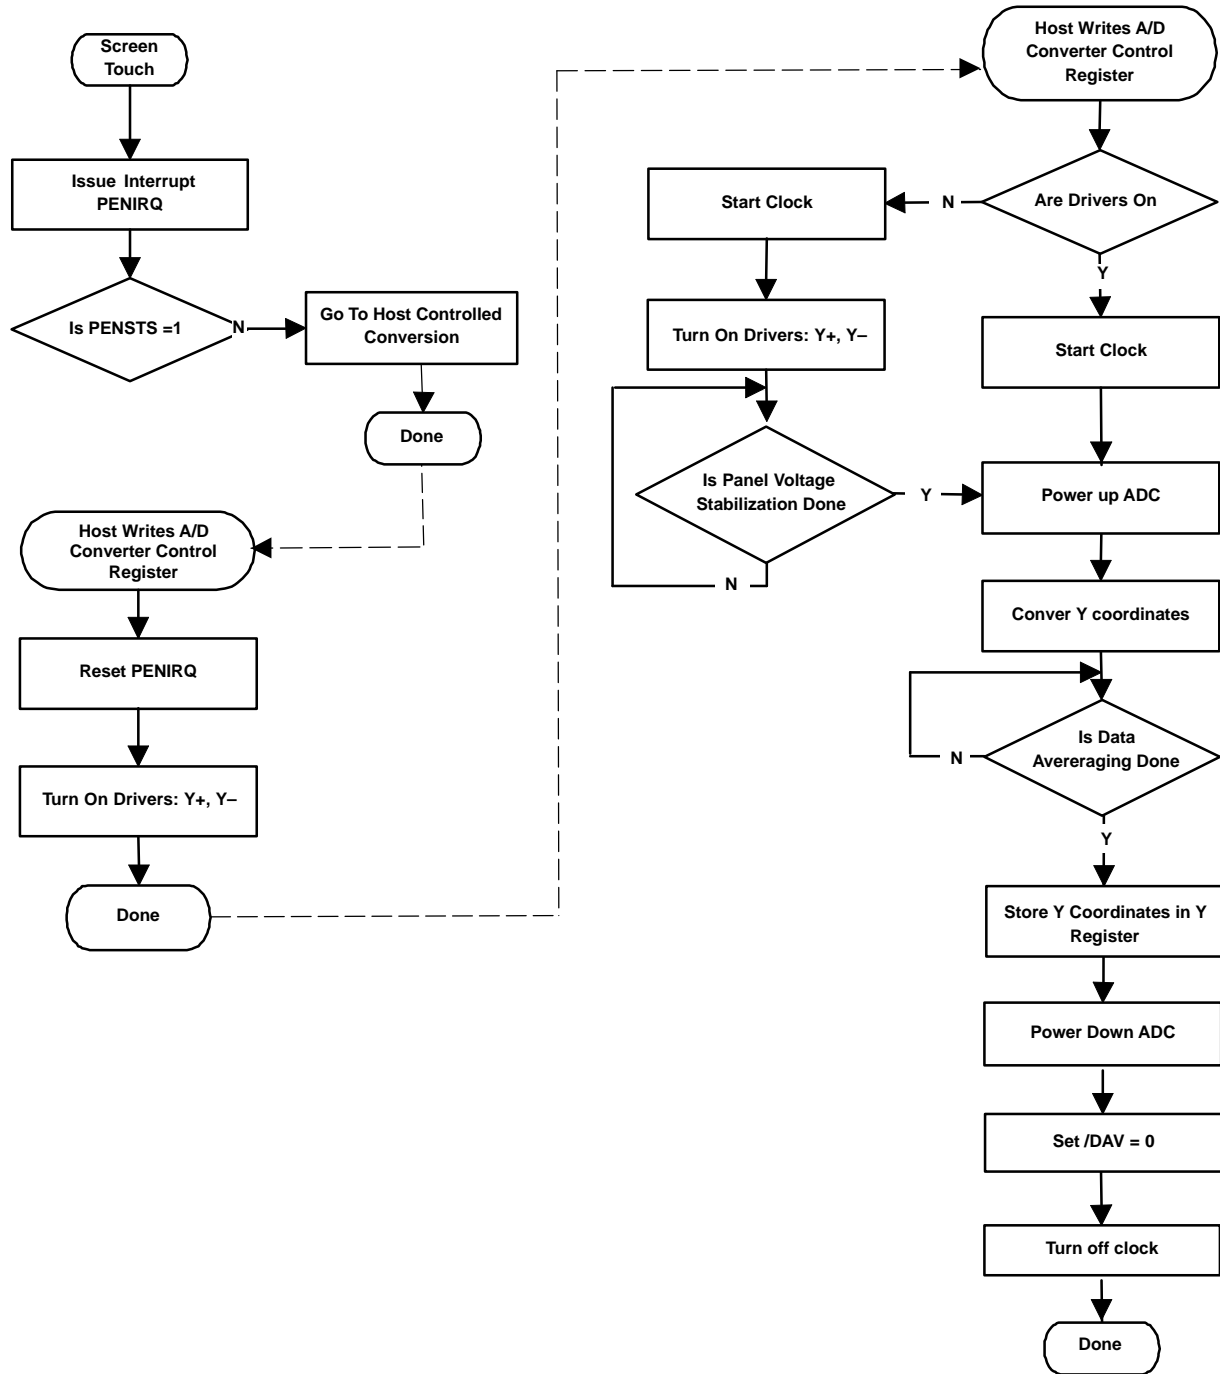 Screen
Touch
Issue Interrupt
PENIRQ
Is PENSTS =1
N
Go To Host Controlled
Conversion
Done
Host Writes A/D
Converter Control
Register
Reset PENIRQ
Turn On Drivers: Y+, Y–
Done
Host Writes A/D
Converter Control
Register
Are Drivers On
N
Start Clock
Turn On Drivers: Y+, Y–
Is Panel Voltage
Stabilization Done
Y
N
Y
Start Clock
Power up ADC
Conver Y coordinates
Is Data
Avereraging Done
N
Y
Store Y Coordinates in Y
Register
Power Down ADC
Set /DAV = 0
Turn off clock
Done